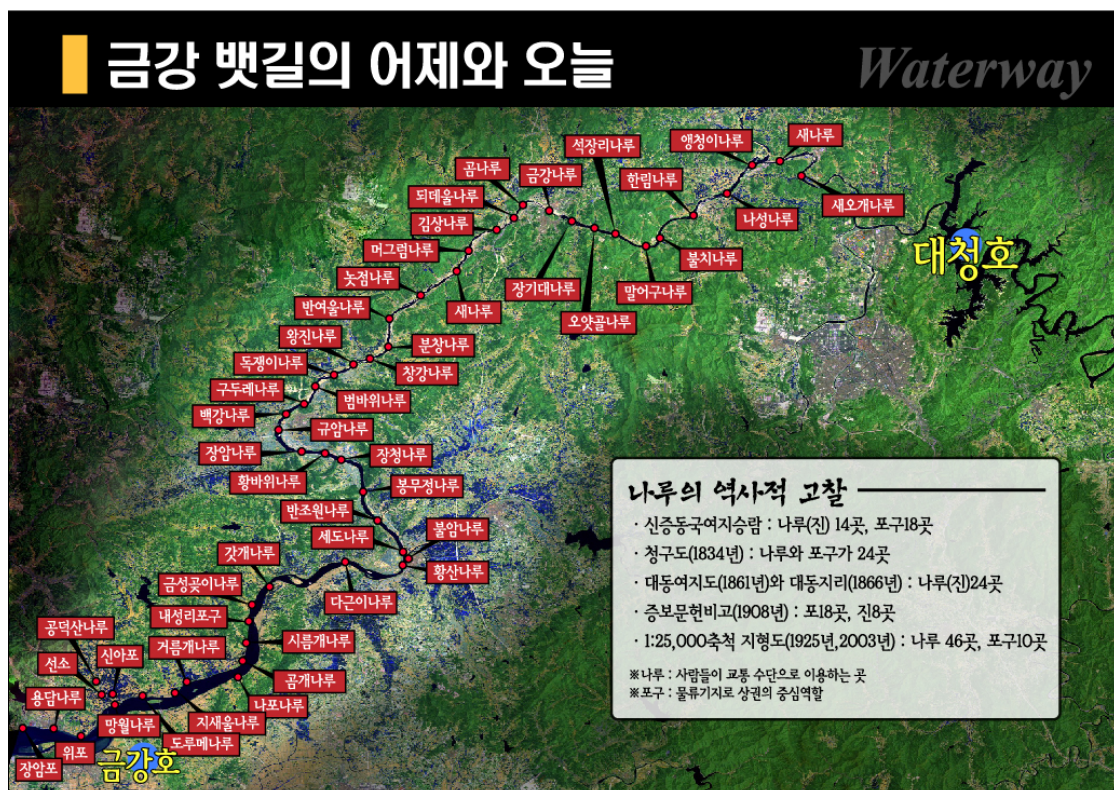 금강 뱃길의 어제와 오늘
Waterway
석장리나루
앵청이나루
새나루
곰나루
금강나루
한림나루
되데울나루
나성나루
새오개나루
김상나루
머그럼나루
불치나루
대청호
놋점나루
새나루
장기대나루
말어구나루
반여울나루
오얏골나루
왕진나루
분창나루
독쟁이나루
창강나루
구두레나루
범바위나루
백강나루
규암나루
장암나루
장청나루
황바위나루
봉무정나루
반조원나루
세도나루
불암나루
갓개나루
황산나루
금성곶이나루
다근이나루
내성리포구
공덕산나루
거름개나루
시름개나루
선소
신아포
곰개나루
용담나루
나포나루
망월나루
지새울나루
도루메나루
위포
장암포
금강호
나루의 역사적 고찰
· 신증동국여지승람 : 나루(진) 14곳, 포구18곳
· 청구도(1834년) : 나루와 포구가 24곳
· 대동여지도(1861년)와 대동지리(1866년) : 나루(진)24곳
· 증보문헌비고(1908년) : 포18곳, 진8곳
· 1:25,000축척 지형도(1925년,2003년) : 나루 46곳, 포구10곳
※나루 : 사람들이 교통 수단으로 이용하는 곳
※포구 : 물류기지로 상권의 중심역할